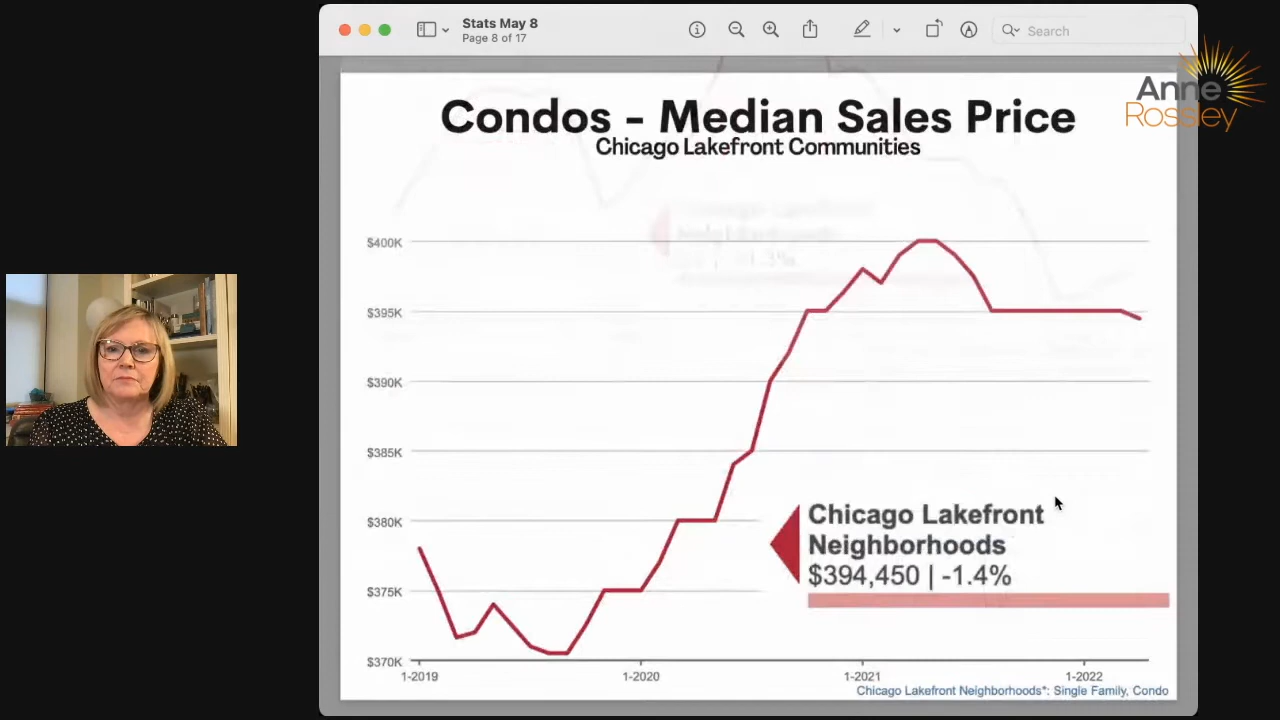 Stats May 8
Page 8 of 17
Search
Anne
Rossley
Condos - Median Sales Price
Chicago Lakefront Communities
$400K
$395K
$390K
$385K
$380K
$375K
$370K
Chicago Lakefront
Neighborhoods
$394,450 | -1.4%
1-2019
1-2020
1-2021
1-2022
Chicago Lakefront Neighborhoods*: Single Family, Condo